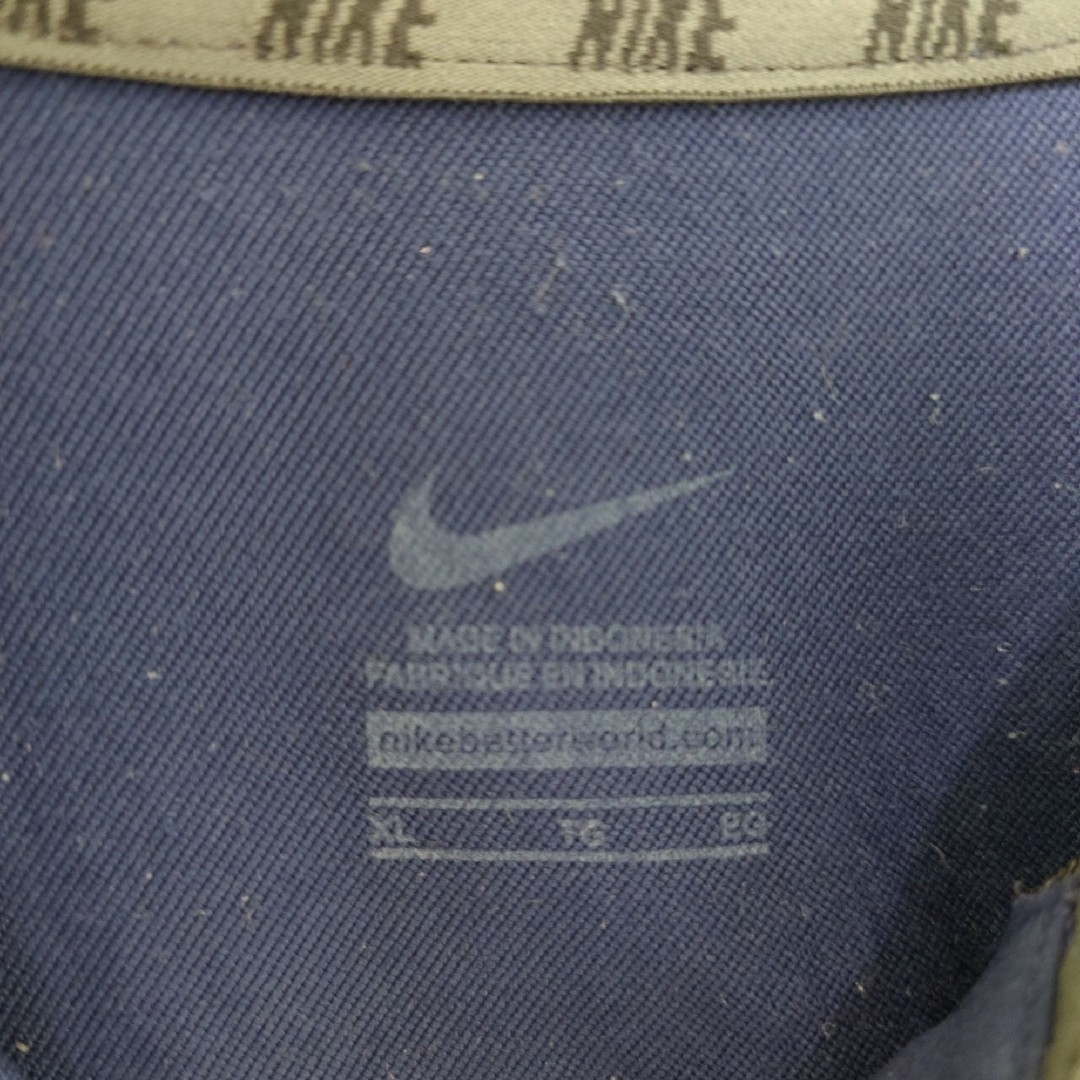 NIKE NIKE NIKE
MADE IN INDONESIA
FABRIQUE EN INDONESIE
nikebetterworld.com
XL TG EG